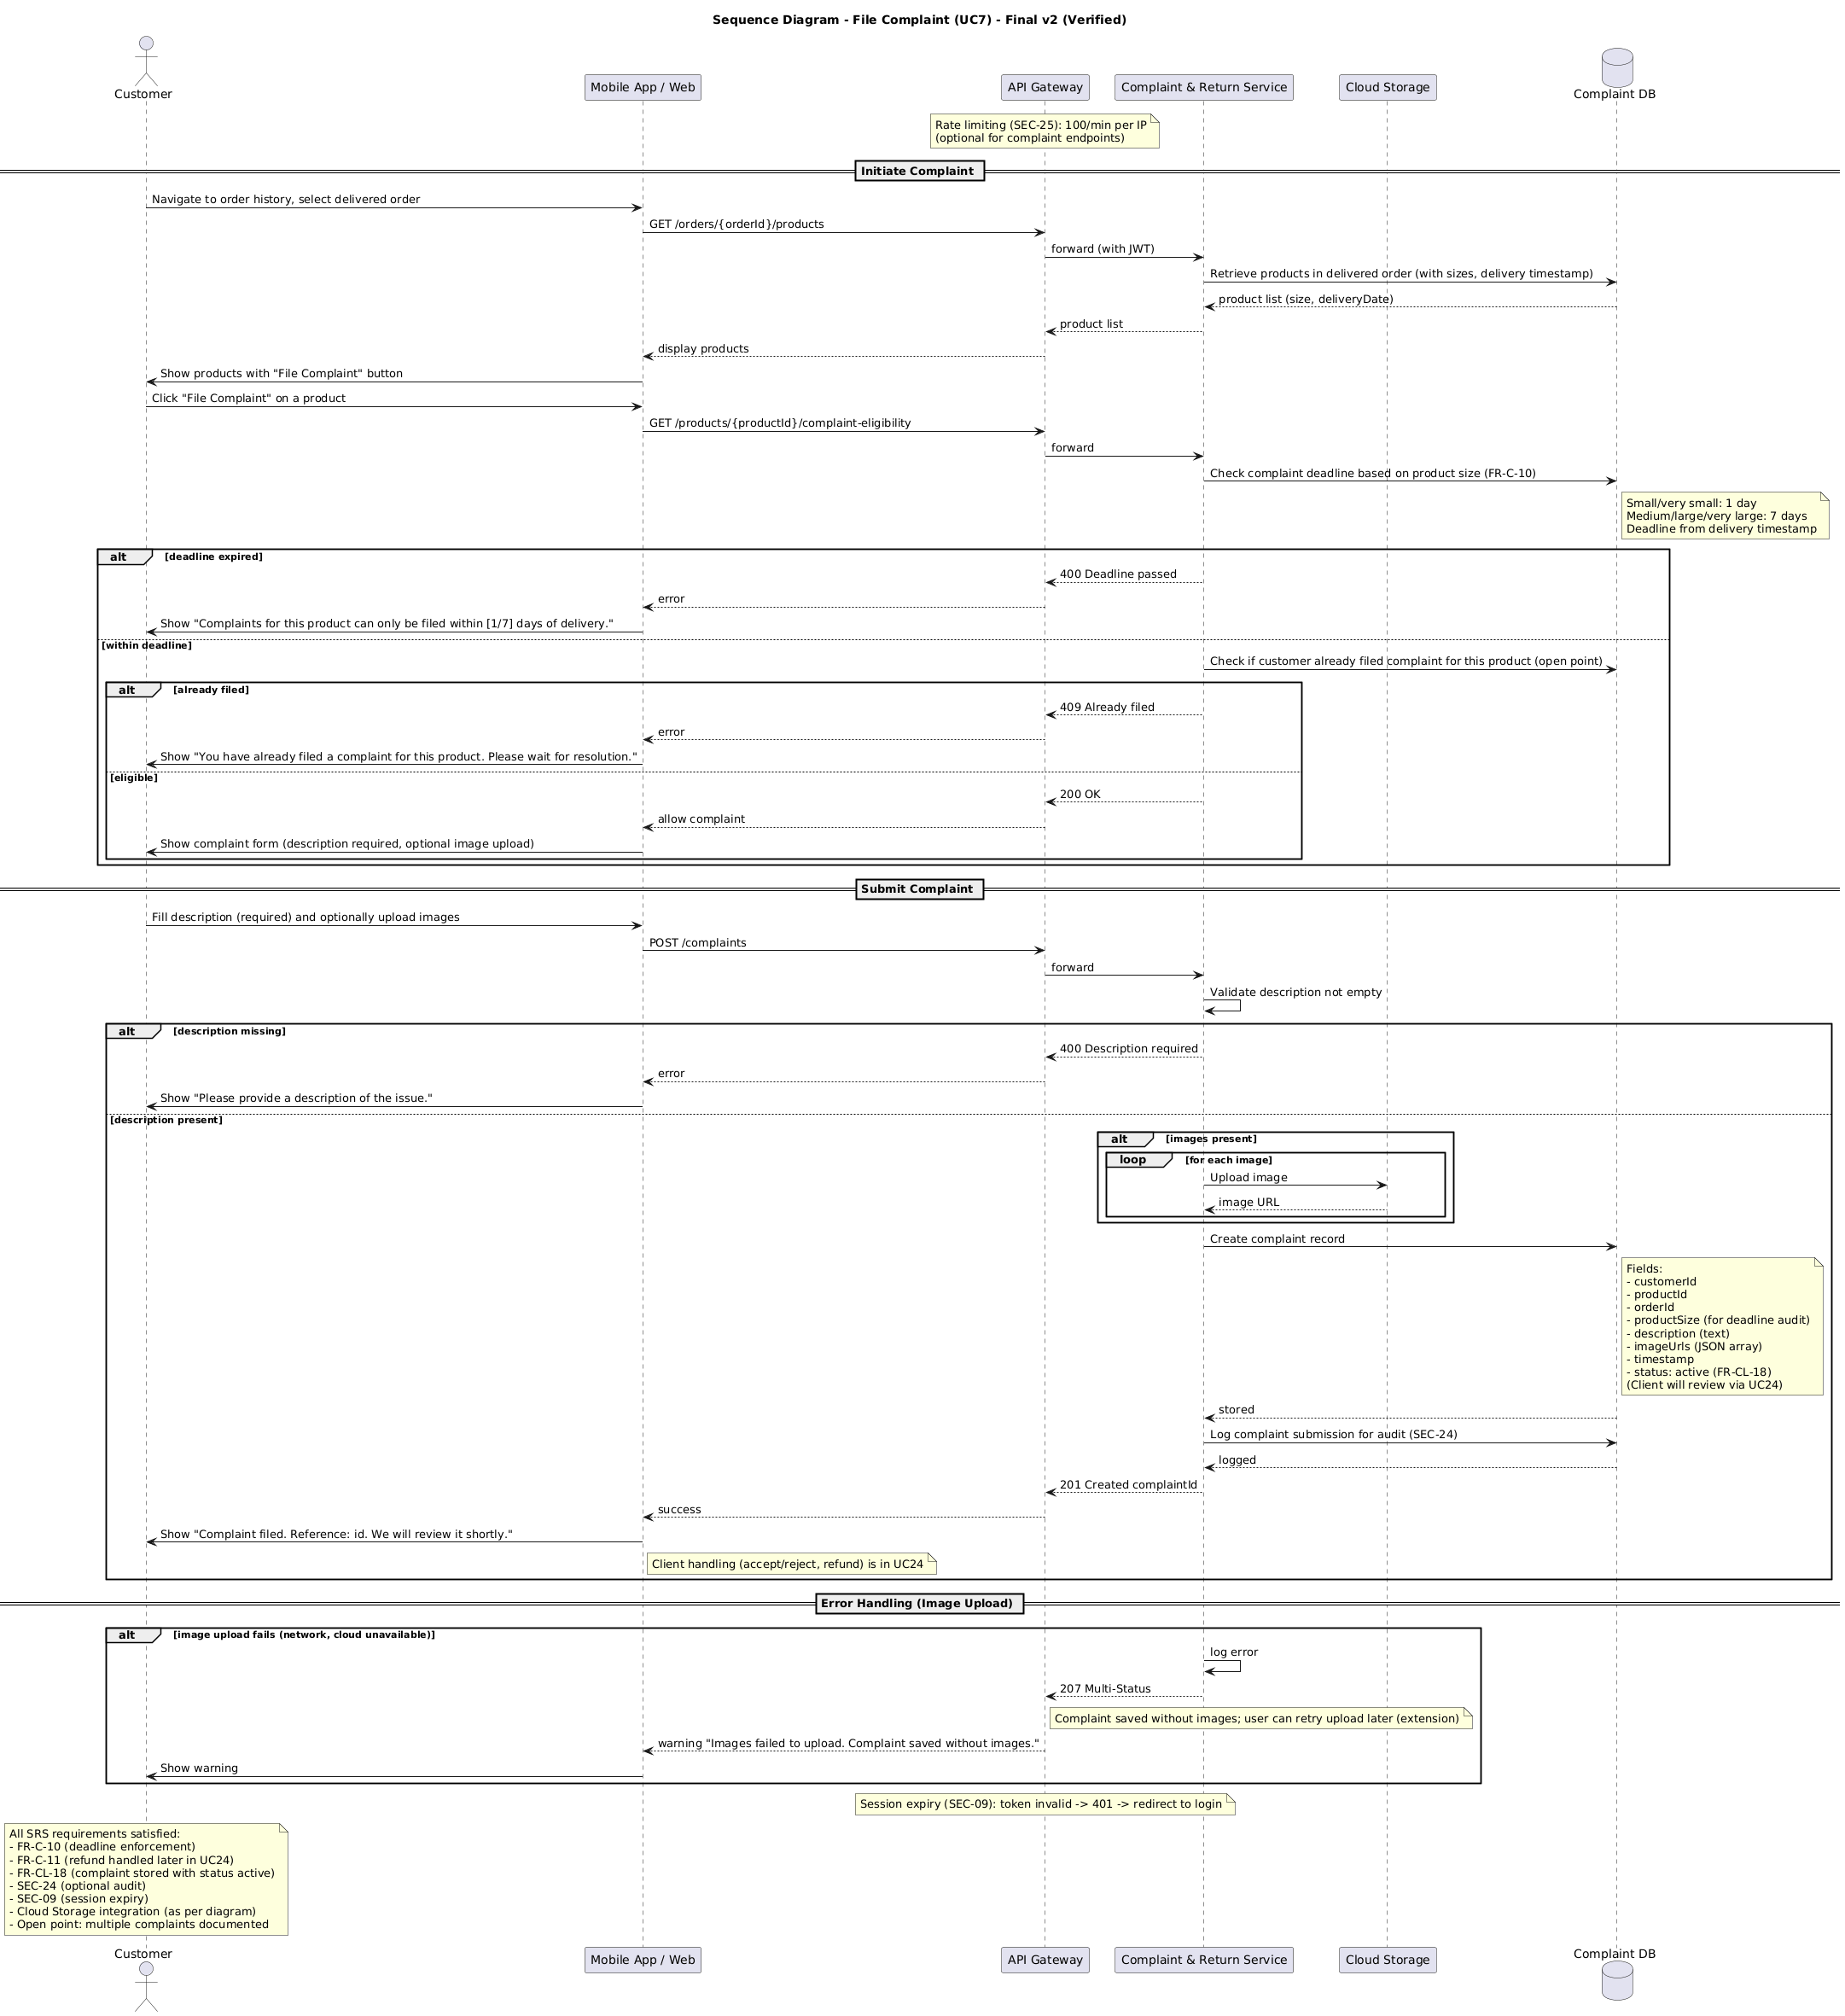 Sequence Diagram - File Complaint (UC7) - Final v2 (Verified)
Customer
Mobile App / Web
API Gateway
Complaint & Return Service
Cloud Storage
Complaint DB
Rate limiting (SEC-25): 100/min per IP
(optional for complaint endpoints)
Initiate Complaint
Navigate to order history, select delivered order
GET /orders/{orderId}/products
forward (with JWT)
Retrieve products in delivered order (with sizes, delivery timestamp)
product list (size, deliveryDate)
product list
display products
Show products with "File Complaint" button
Click "File Complaint" on a product
GET /products/{productId}/complaint-eligibility
forward
Check complaint deadline based on product size (FR-C-10)
Small/very small: 1 day
Medium/large/very large: 7 days
Deadline from delivery timestamp
alt [deadline expired]
400 Deadline passed
error
Show "Complaints for this product can only be filed within [1/7] days of delivery."
[within deadline]
Check if customer already filed complaint for this product (open point)
alt [already filed]
409 Already filed
error
Show "You have already filed a complaint for this product. Please wait for resolution."
[eligible]
200 OK
allow complaint
Show complaint form (description required, optional image upload)
Submit Complaint
Fill description (required) and optionally upload images
POST /complaints
forward
Validate description not empty
alt [description missing]
400 Description required
error
Show "Please provide a description of the issue."
[description present]
alt [images present]
loop [for each image]
Upload image
image URL
Create complaint record
Fields:
- customerId
- productId
- orderId
- productSize (for deadline audit)
- description (text)
- imageUrls (JSON array)
- timestamp
- status: active (FR-CL-18)
(Client will review via UC24)
stored
Log complaint submission for audit (SEC-24)
logged
201 Created complaintId
success
Show "Complaint filed. Reference: id. We will review it shortly."
Client handling (accept/reject, refund) is in UC24
Error Handling (Image Upload)
alt [image upload fails (network, cloud unavailable)]
log error
207 Multi-Status
Complaint saved without images; user can retry upload later (extension)
warning "Images failed to upload. Complaint saved without images."
Show warning
Session expiry (SEC-09): token invalid -> 401 -> redirect to login
All SRS requirements satisfied:
- FR-C-10 (deadline enforcement)
- FR-C-11 (refund handled later in UC24)
- FR-CL-18 (complaint stored with status active)
- SEC-24 (optional audit)
- SEC-09 (session expiry)
- Cloud Storage integration (as per diagram)
- Open point: multiple complaints documented
Customer
Mobile App / Web
API Gateway
Complaint & Return Service
Cloud Storage
Complaint DB